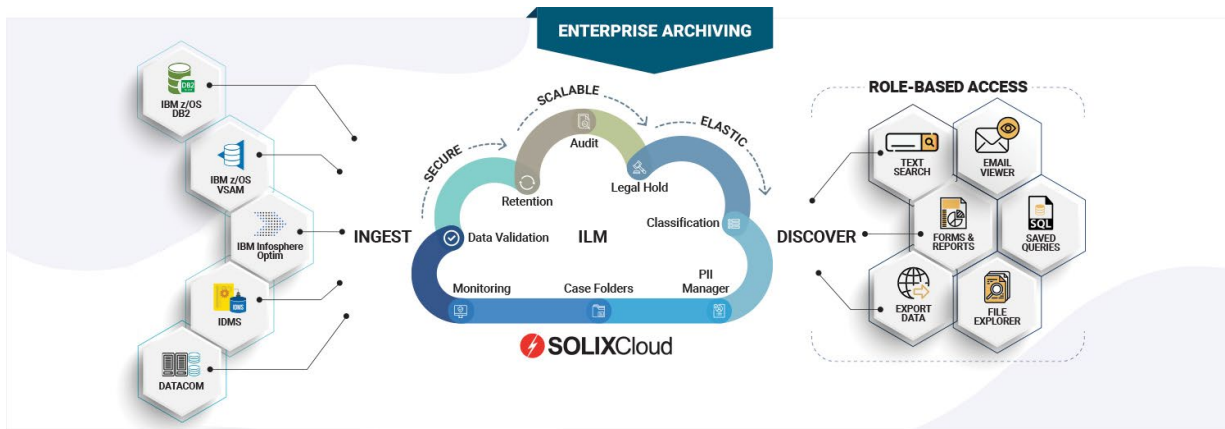 ENTERPRISE ARCHIVING
DB2
IBM z/OS
DB2
IBM z/OS
VSAM
IBM Infosphere
Optim
IDMS
IDMS
DATACOM
INGEST
SECURE
SCALABLE
ELASTIC
Audit
Retention
Legal Hold
Data Validation
ILM
Classification
Monitoring
Case Folders
PII
Manager
SOLIXCloud
DISCOVER
ROLE-BASED ACCESS
TEXT
SEARCH
EMAIL
VIEWER
FORMS &
REPORTS
SQL
SAVED
QUERIES
EXPORT
DATA
FILE
EXPLORER